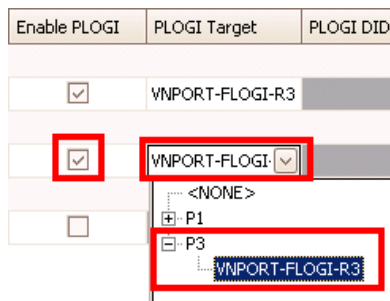 Enable PLOGI PLOGI Target PLOGI DID
VNPORT-FLOGI-R3
VNPORT-FLOGI-
<NONE>
P1
P3
VNPORT-FLOGI-R3